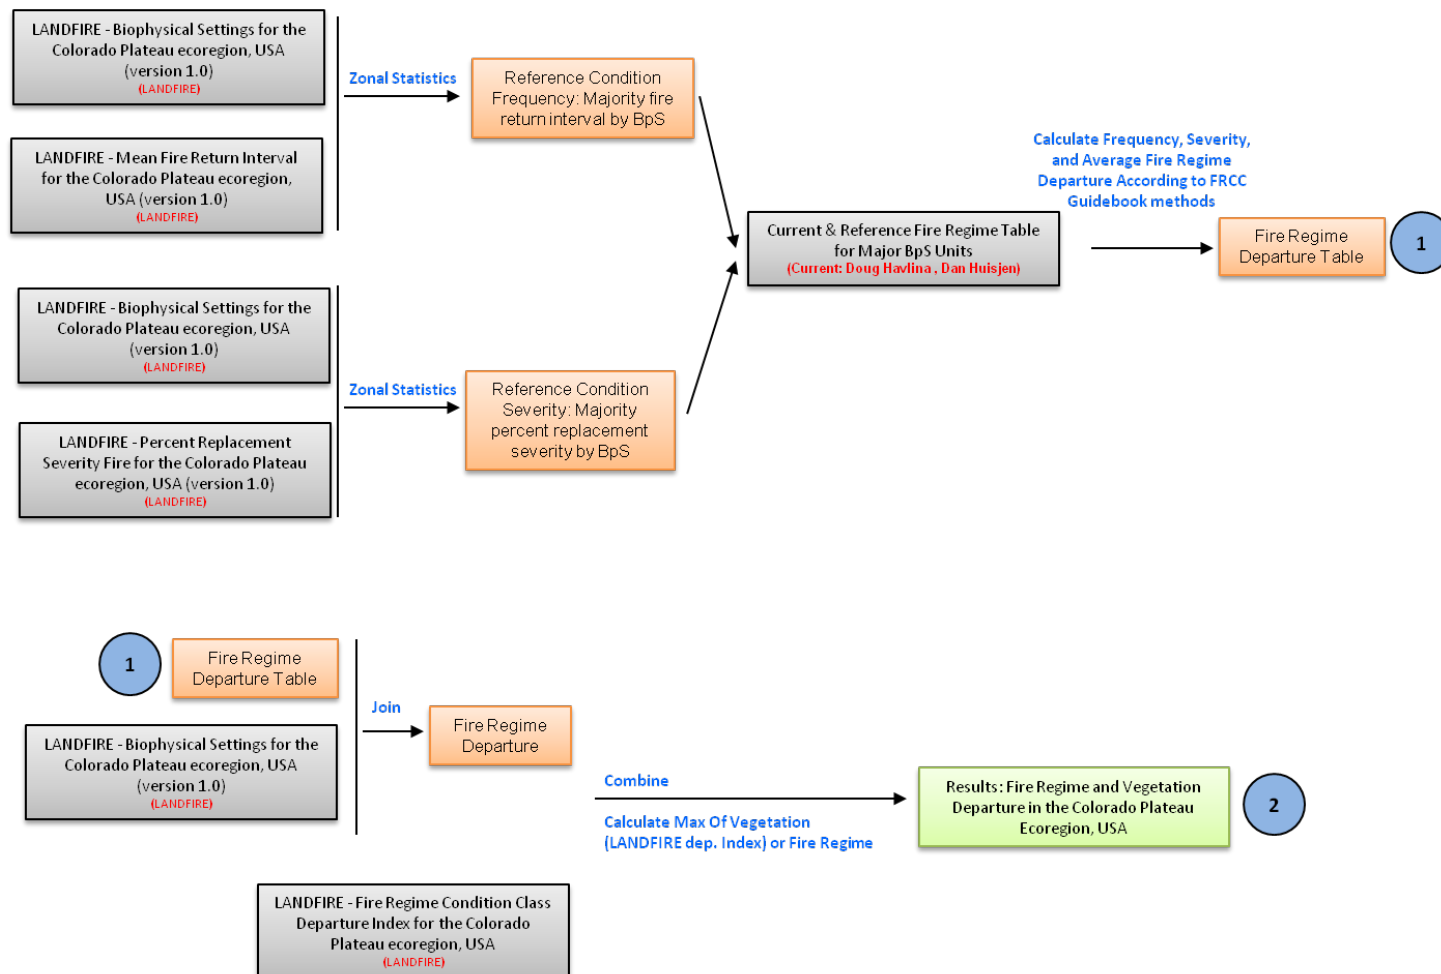 LANDFIRE - Biophysical Settings for the
Colorado Plateau ecoregion, USA
(version 1.0)
(LANDFIRE)
Zonal Statistics
Reference Condition
Frequency: Majority fire
return interval by BpS
LANDFIRE - Mean Fire Return Interval
for the Colorado Plateau ecoregion,
USA (version 1.0)
(LANDFIRE)
Calculate Frequency, Severity,
and Average Fire Regime
Departure According to FRCC
Guidebook methods
Current & Reference Fire Regime Table
for Major BpS Units
(Current: Doug Havlina , Dan Huisjen)
Fire Regime
Departure Table
1
LANDFIRE - Biophysical Settings for the
Colorado Plateau ecoregion, USA
(version 1.0)
(LANDFIRE)
Zonal Statistics
Reference Condition
Severity: Majority
percent replacement
severity by BpS
LANDFIRE - Percent Replacement
Severity Fire for the Colorado Plateau
ecoregion, USA (version 1.0)
(LANDFIRE)
1
Fire Regime
Departure Table
Join
Fire Regime
Departure
LANDFIRE - Biophysical Settings for the
Colorado Plateau ecoregion, USA
(version 1.0)
(LANDFIRE)
Combine
Calculate Max Of Vegetation
(LANDFIRE dep. Index) or Fire Regime
Results: Fire Regime and Vegetation
Departure in the Colorado Plateau
Ecoregion, USA
2
LANDFIRE - Fire Regime Condition Class
Departure Index for the Colorado
Plateau ecoregion, USA
(LANDFIRE)